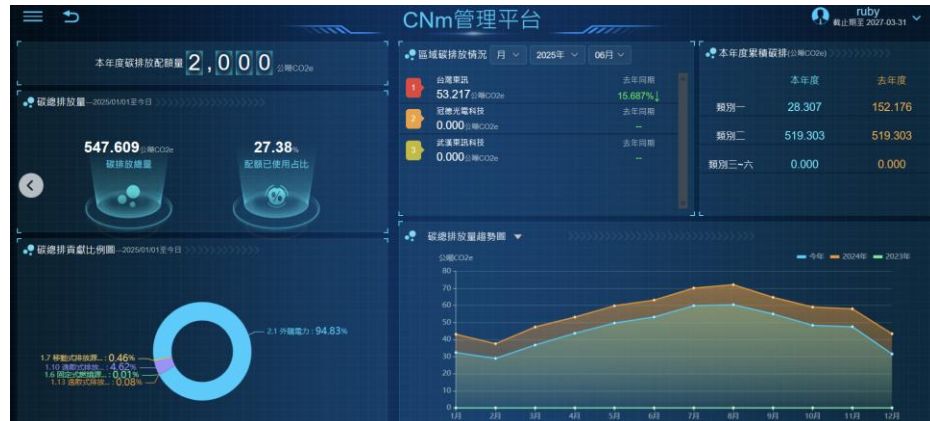 CNm管理平台
ruby
截止期至 2027-03-31
本年度碳排放配額量 2,000 公噸CO2e
碳總排放量—2025/01/01至今日
547.609公噸CO2e
碳排放總量
27.38%
配額已使用占比
碳總排貢獻比例圖—2025/01/01至今日
2.1 外購電力 : 94.83%
1.7 移動式排放源... : 0.46%
1.10 逸散式排放... : 4.62%
1.6 固定式燃燒源... : 0.01%
1.13 逸散式排放... : 0.08%
區域碳排放情況 月 2025年 06月
1
台灣東訊 去年同期
53.217公噸CO2e 15.687%↓
2
冠德光電科技 去年同期
0.000公噸CO2e --
3
武漢東訊科技 去年同期
0.000公噸CO2e --
本年度累積碳排(公噸CO2e)
本年度 去年度
類別一 28.307 152.176
類別二 519.303 519.303
類別三~六 0.000 0.000
碳總排放量趨勢圖
公噸CO2e
今年 2024年 2023年
80
70
60
50
40
30
20
10
0
1月 2月 3月 4月 5月 6月 7月 8月 9月 10月 11月 12月